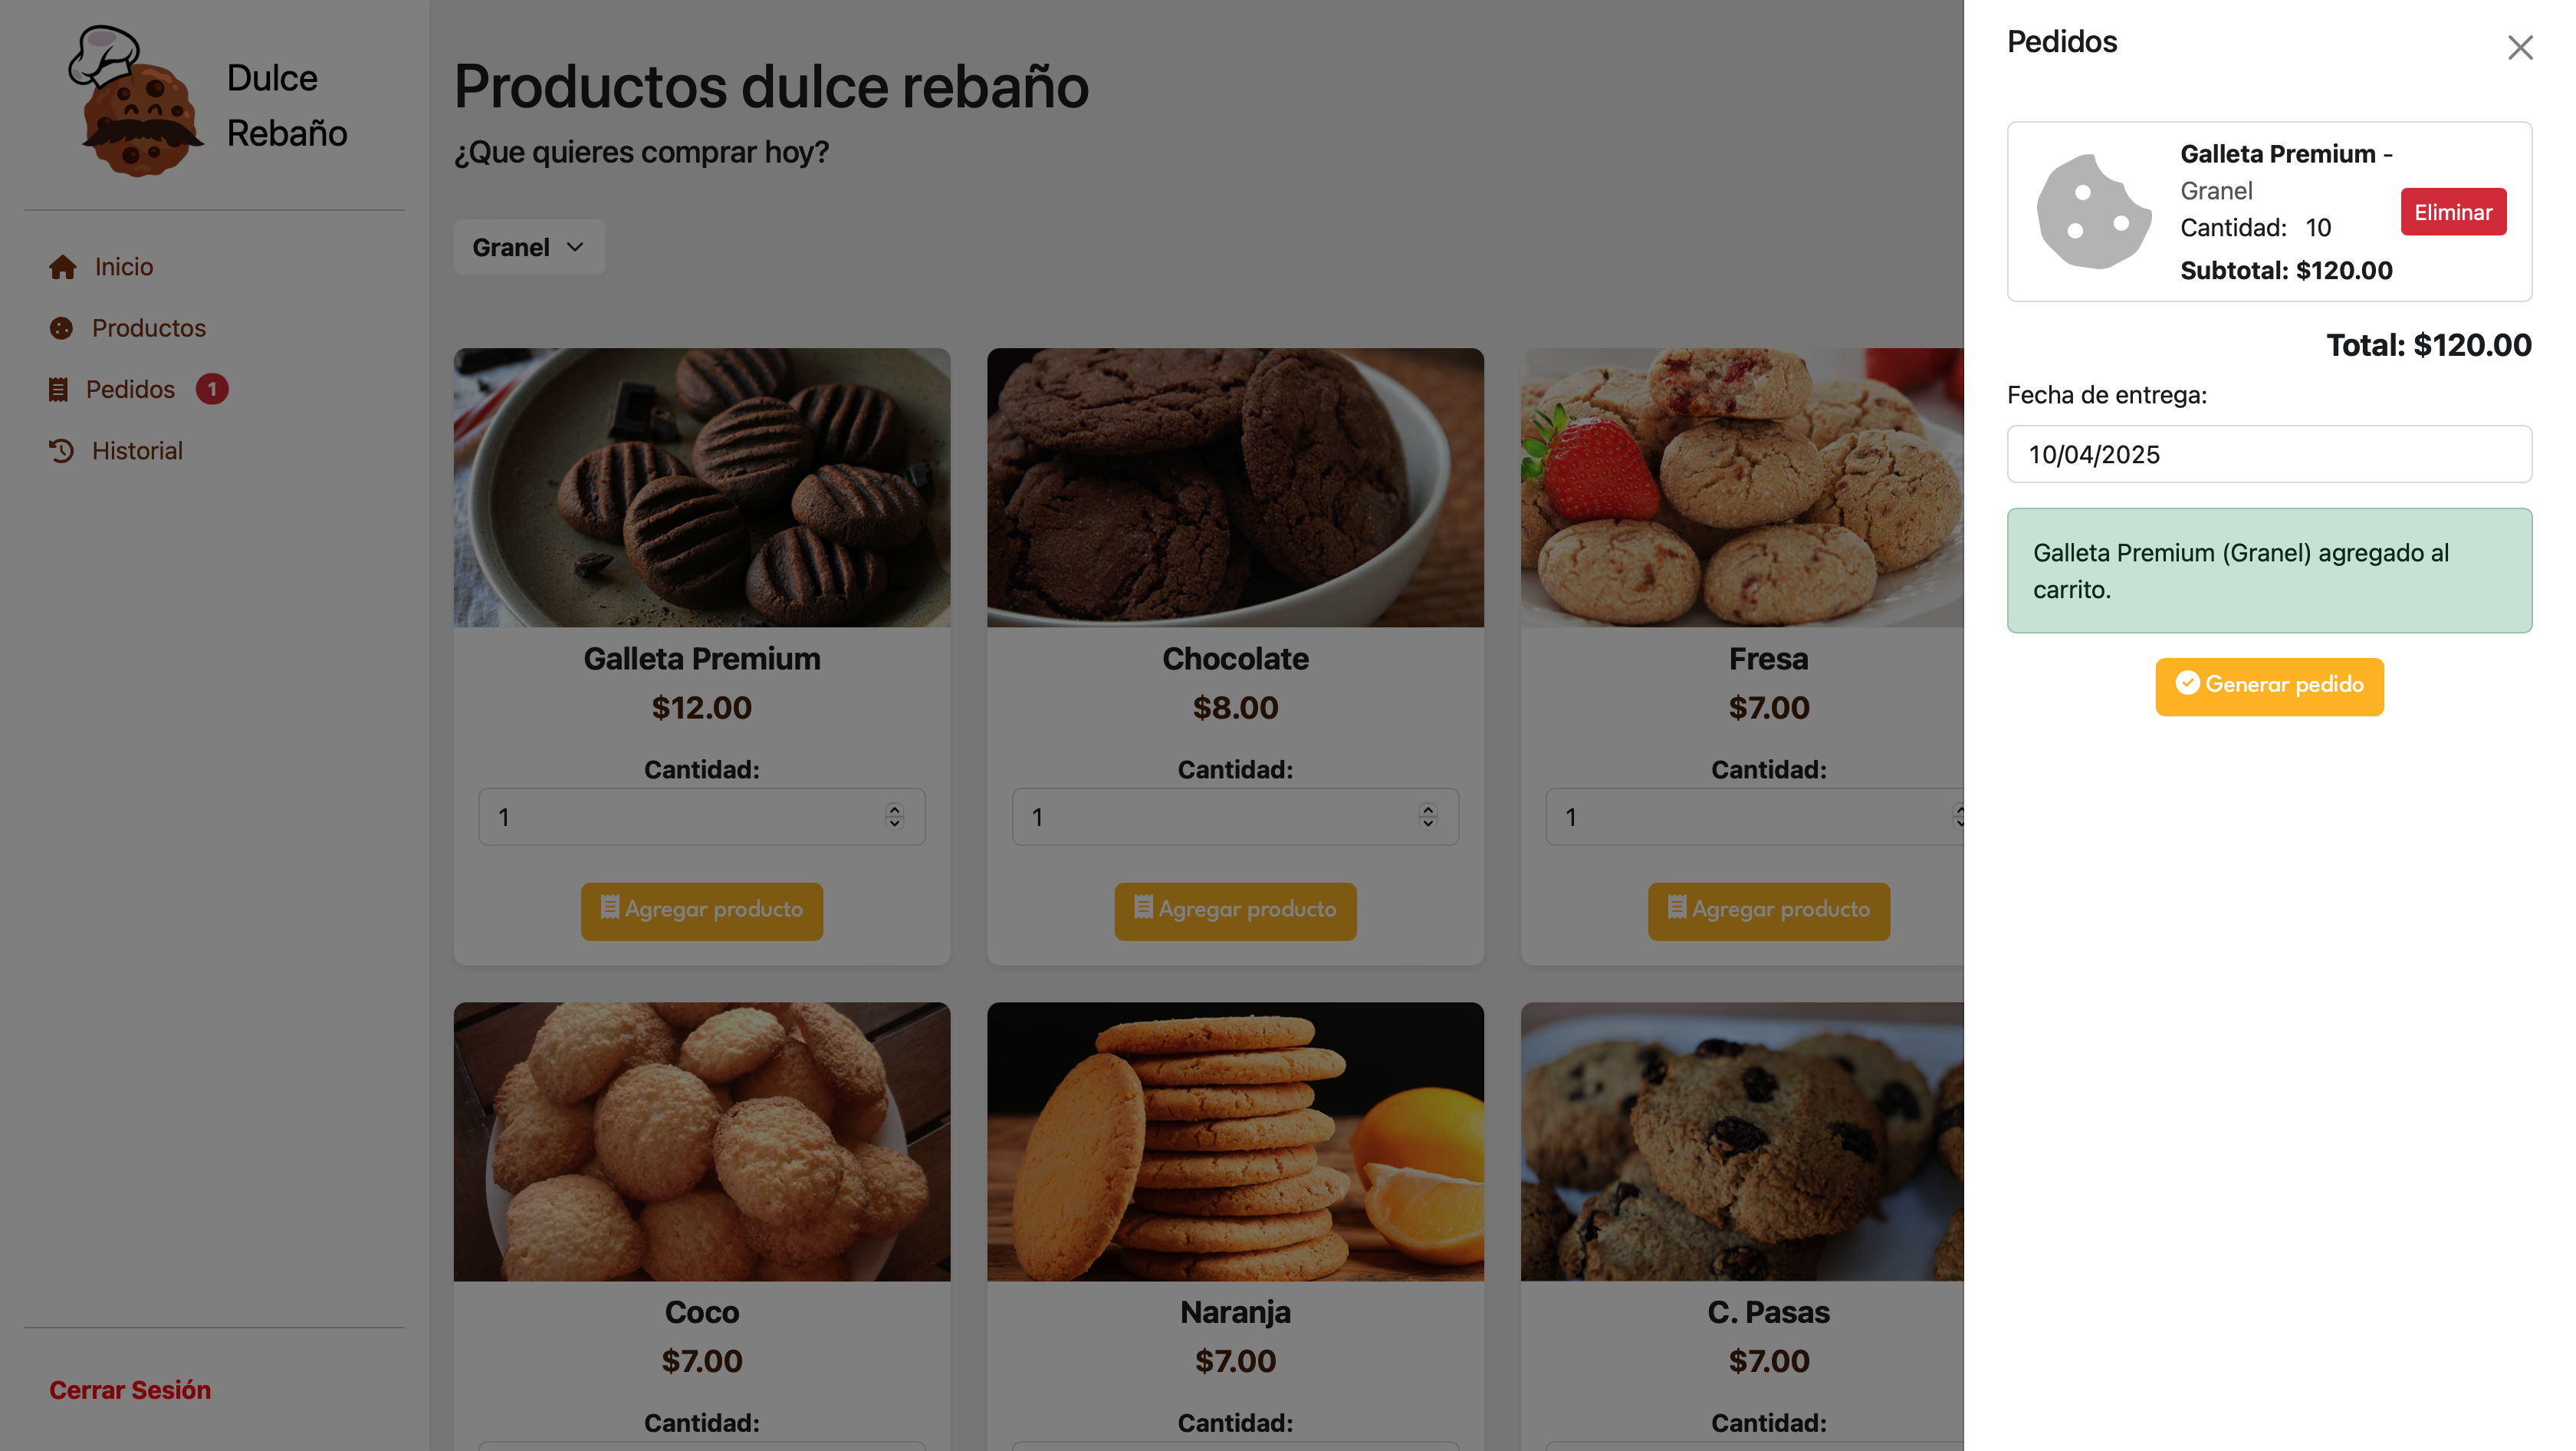 Dulce
Rebaño
Inicio
Productos
Pedidos 1
Historial
Cerrar Sesión
Productos dulce rebaño
¿Que quieres comprar hoy?
Granel
Galleta Premium
$12.00
Cantidad:
1
Agregar producto
Chocolate
$8.00
Cantidad:
1
Agregar producto
Fresa
$7.00
Cantidad:
1
Agregar producto
Coco
$7.00
Cantidad:
Naranja
$7.00
Cantidad:
C. Pasas
$7.00
Cantidad:
Pedidos
Galleta Premium -
Granel
Cantidad: 10
Subtotal: $120.00
Eliminar
Total: $120.00
Fecha de entrega:
10/04/2025
Galleta Premium (Granel) agregado al
carrito.
Generar pedido